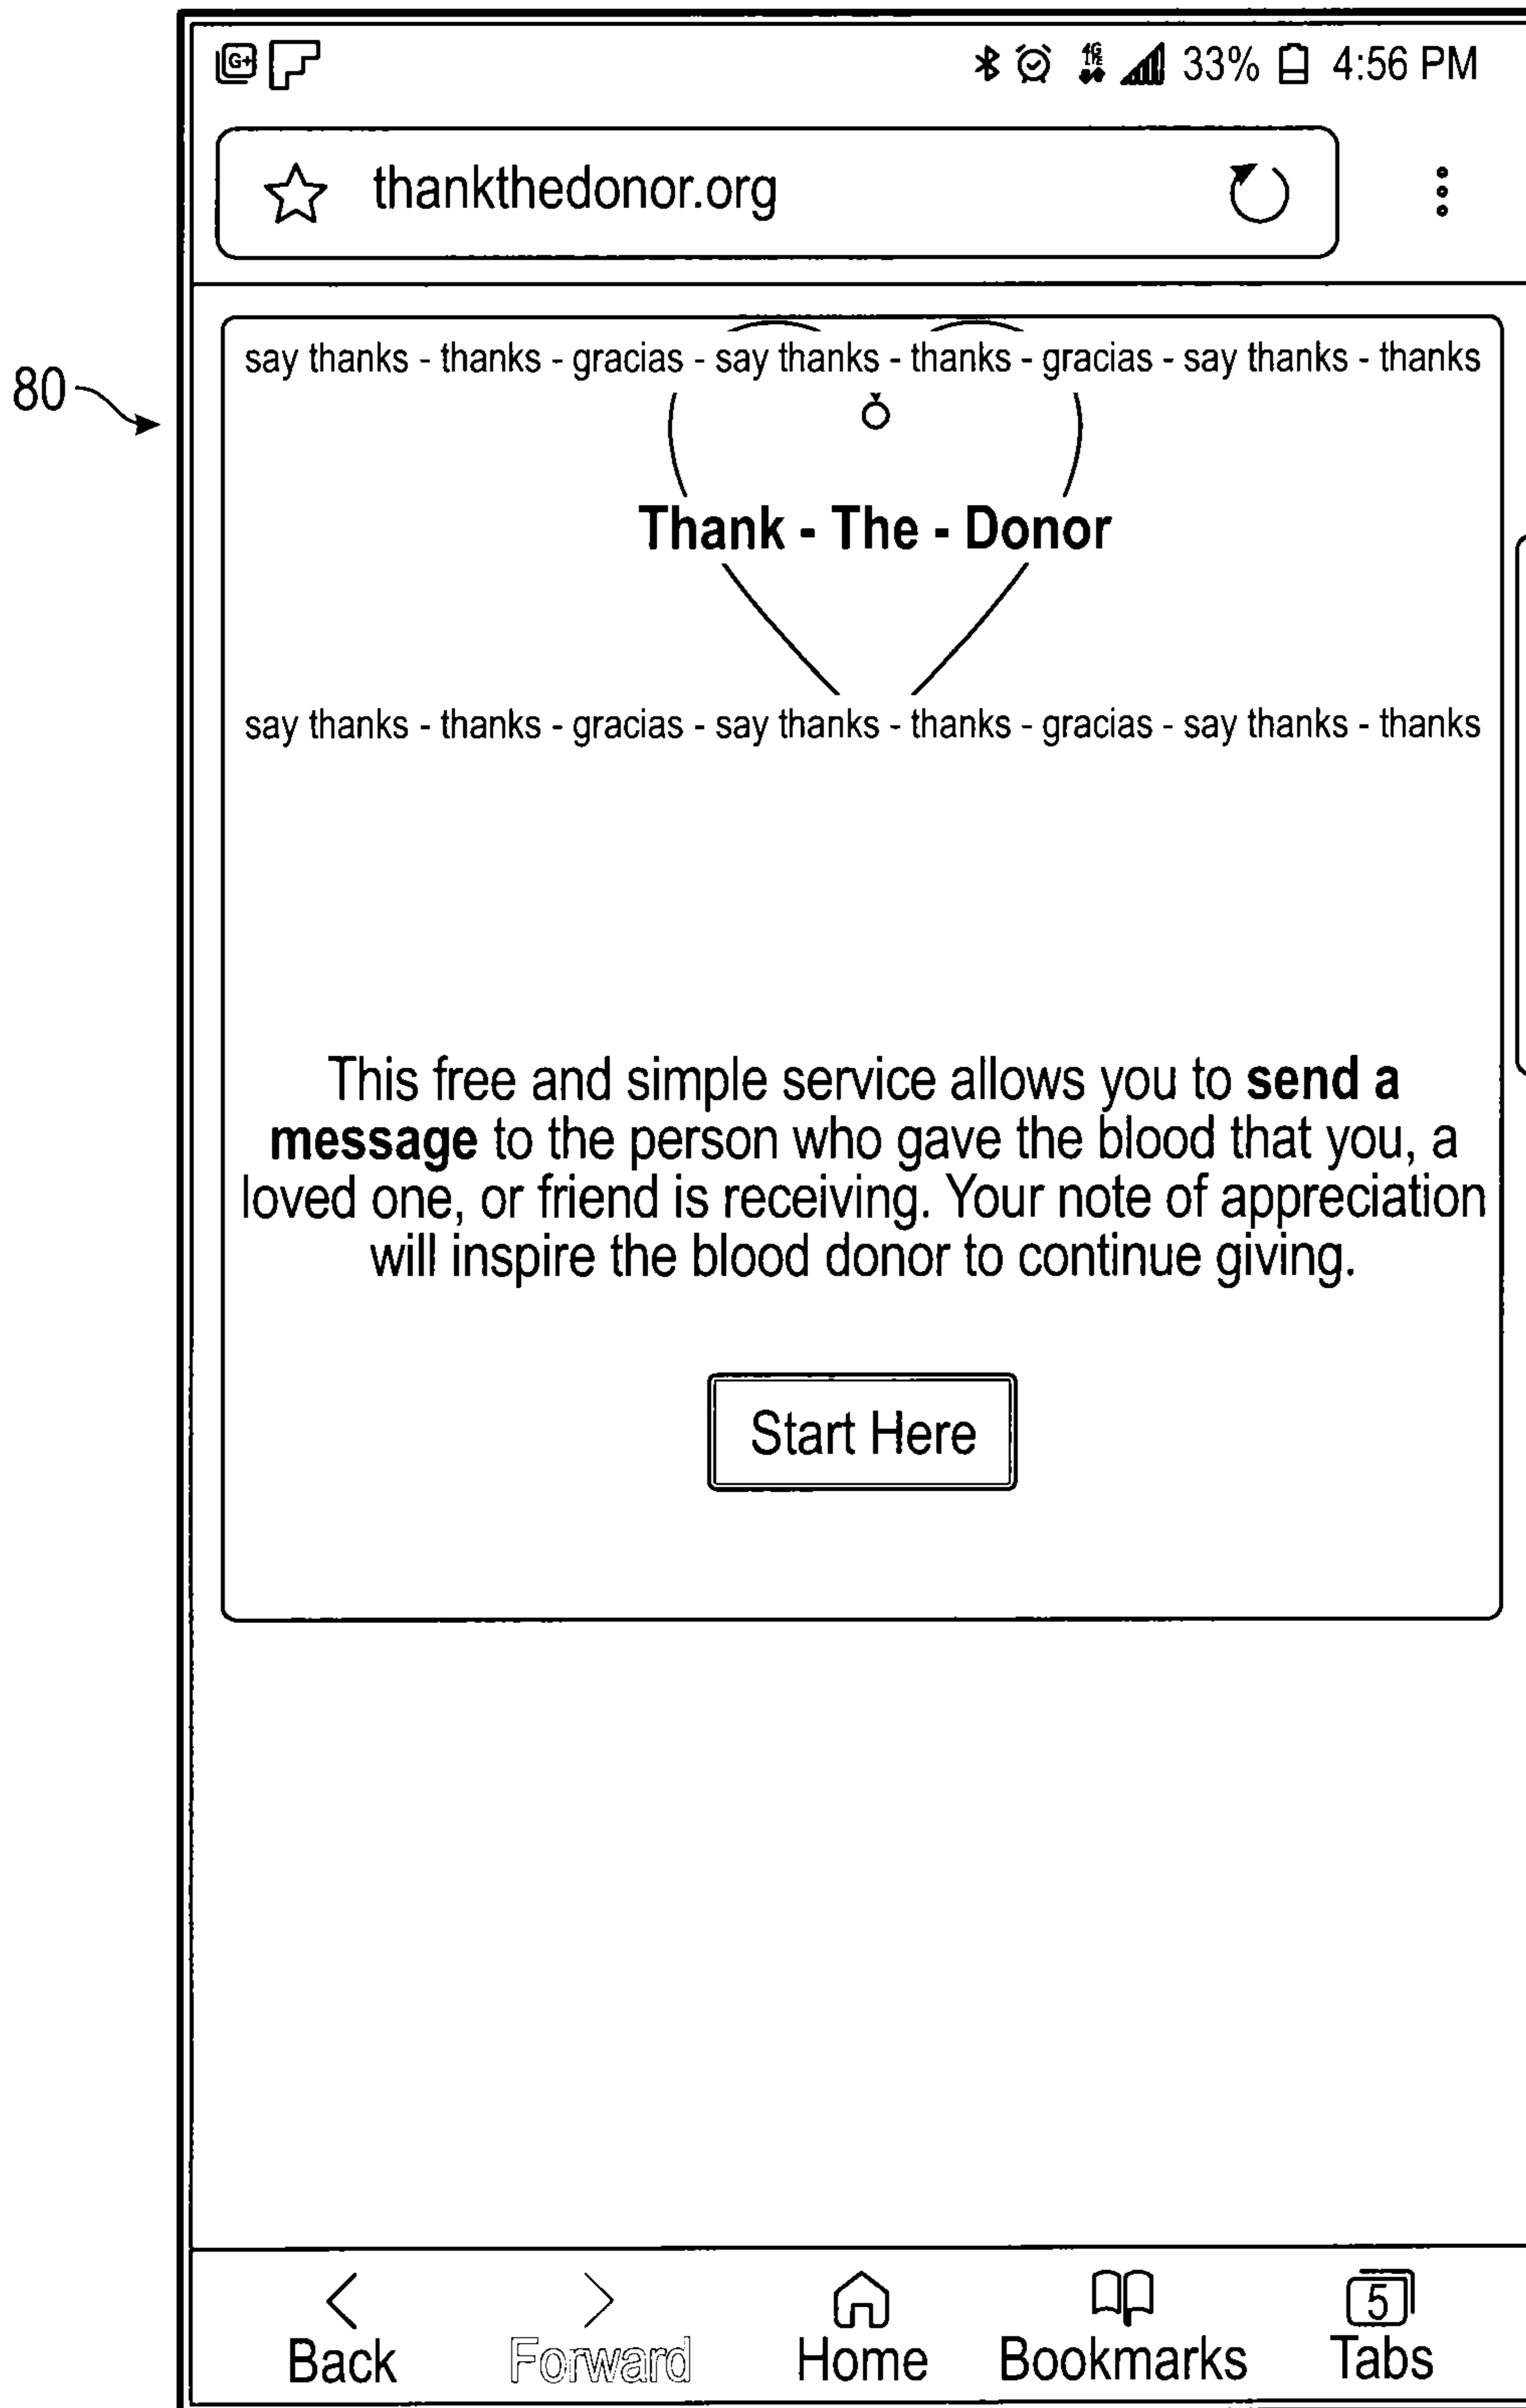 G+ 4G LTE 33% 4:56 PM
thankthedonor.org
80
say thanks - thanks - gracias - say thanks - thanks - gracias - say thanks - thanks
Thank - The - Donor
say thanks - thanks - gracias - say thanks - thanks - gracias - say thanks - thanks
This free and simple service allows you to send a
message to the person who gave the blood that you, a
loved one, or friend is receiving. Your note of appreciation
will inspire the blood donor to continue giving.
Start Here
5
Back Forward Home Bookmarks Tabs